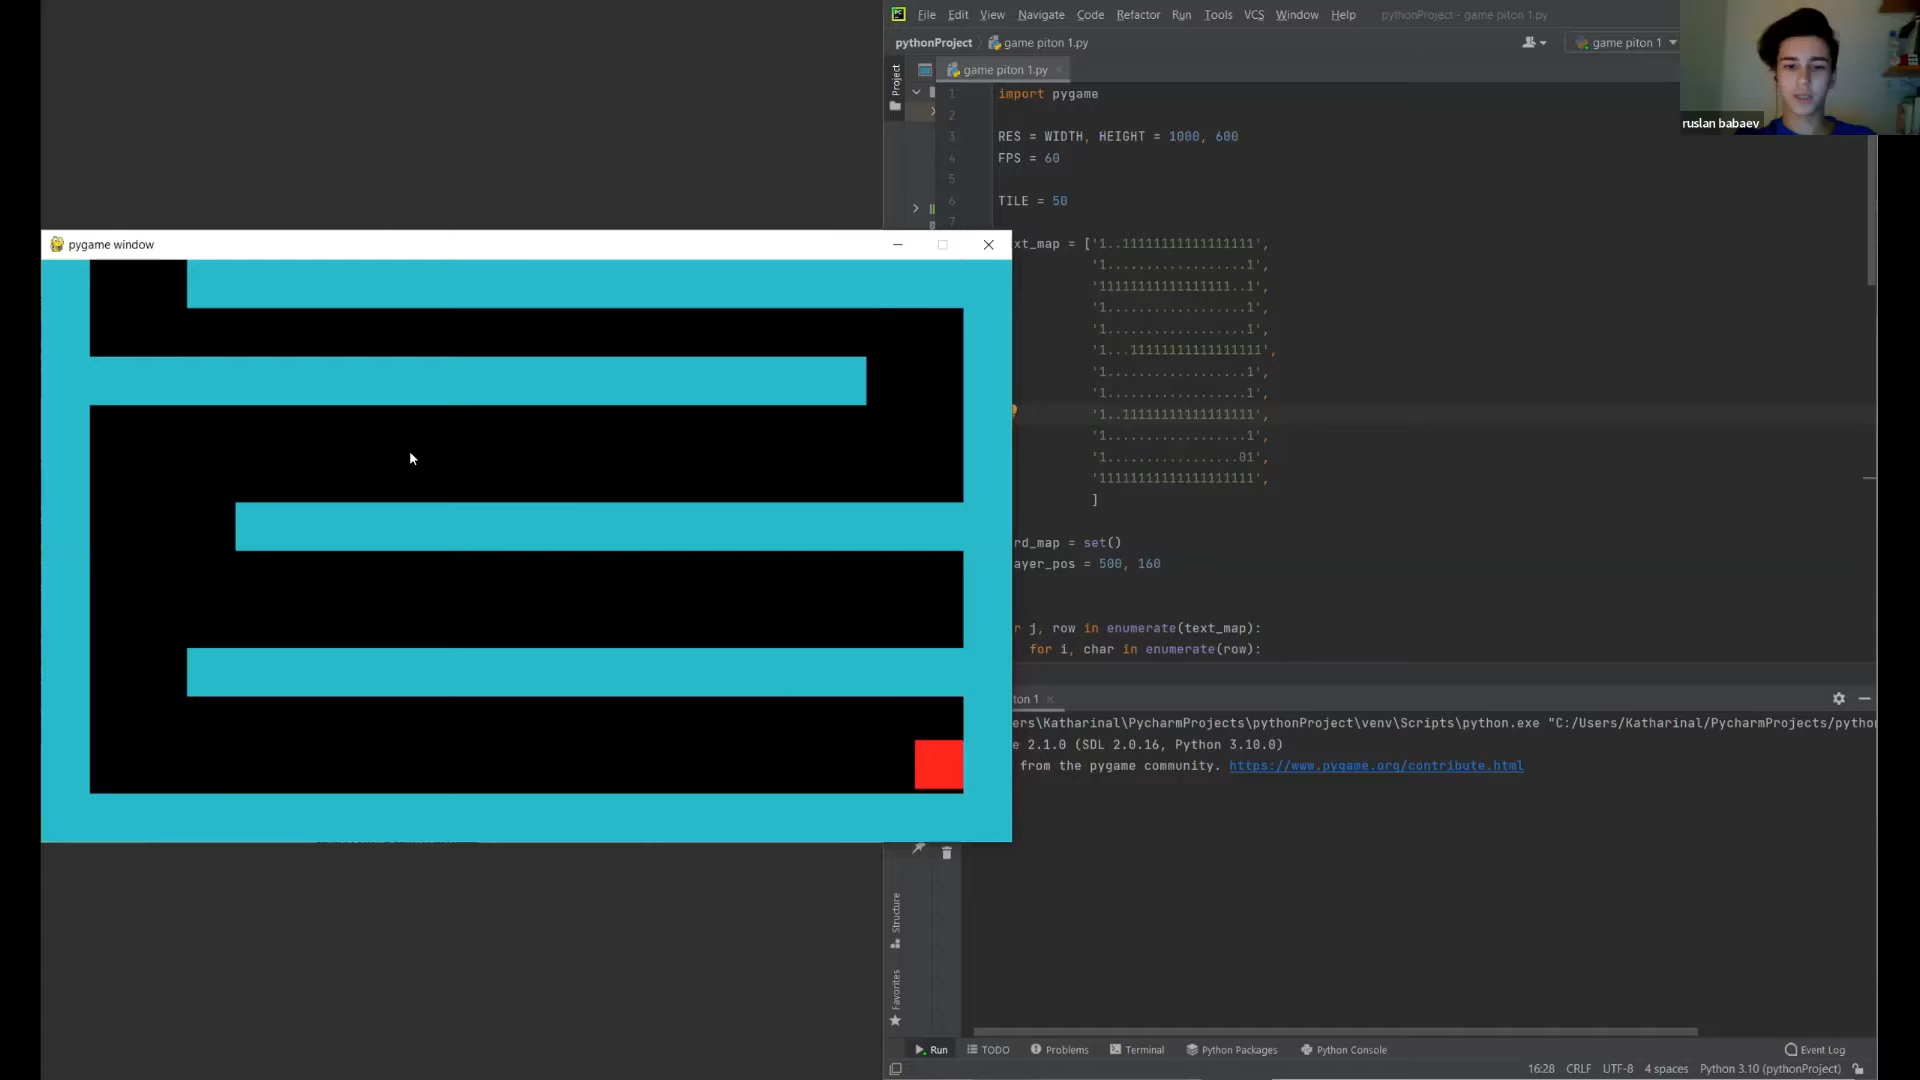 File Edit View Navigate Code Refactor Run Tools VCS Window Help pythonProject - game piton 1.py
pythonProject game piton 1.py
game piton 1
ruslan babaev
Project
game piton 1.py
1 import pygame
2
3 RES = WIDTH, HEIGHT = 1000, 600
4 FPS = 60
5
6 TILE = 50
7
pygame window
xt_map = ['1..11111111111111111',
'1..................1',
'11111111111111111..1',
'1..................1',
'1..................1',
'1...11111111111111111',
'1..................1',
'1..................1',
'1..11111111111111111',
'1..................1',
'1.................01',
'11111111111111111111',
]
rd_map = set()
ayer_pos = 500, 160
r j, row in enumerate(text_map):
for i, char in enumerate(row):
ton 1
ers\Katharinal\PycharmProjects\pythonProject\venv\Scripts\python.exe "C:/Users/Katharinal/PycharmProjects/pytho
e 2.1.0 (SDL 2.0.16, Python 3.10.0)
from the pygame community. https://www.pygame.org/contribute.html
Structure
Favorites
Run TODO Problems Terminal Python Packages Python Console Event Log
16:28 CRLF UTF-8 4 spaces Python 3.10 (pythonProject)